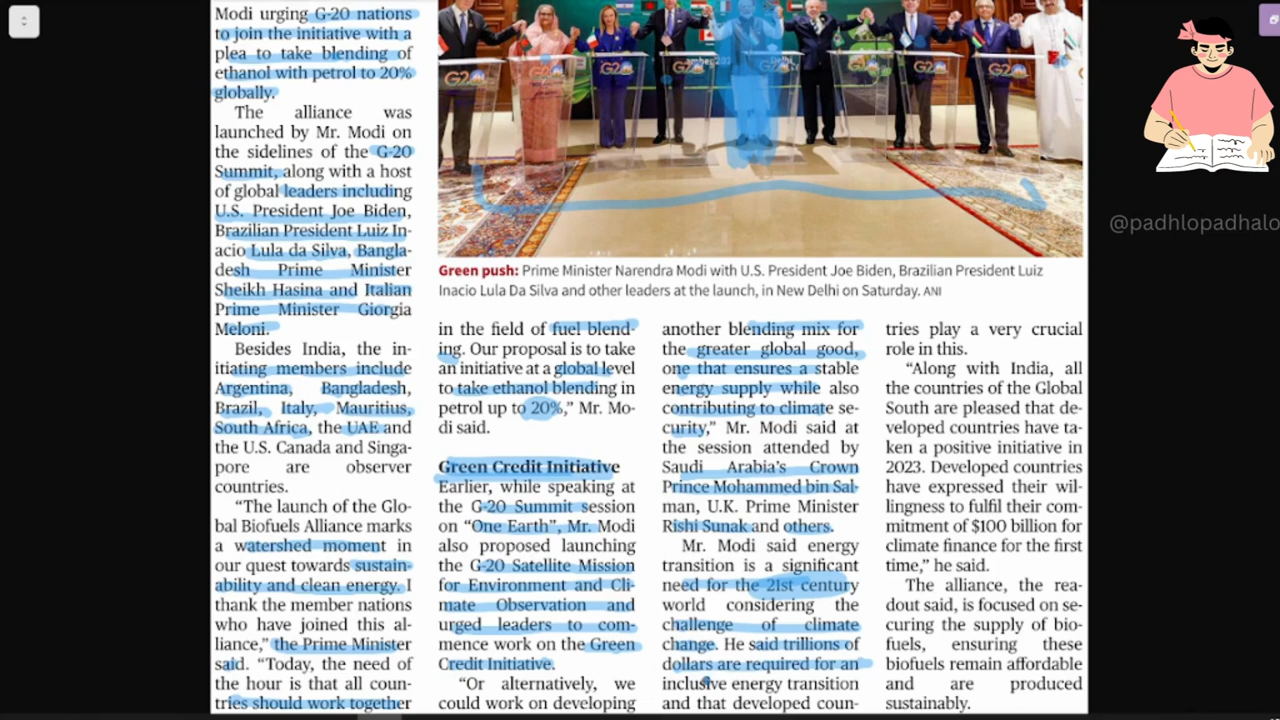 Modi urging G-20 nations
to join the initiative with a
plea to take blending of
ethanol with petrol to 20%
globally.
The alliance was
launched by Mr. Modi on
the sidelines of the G-20
Summit, along with a host
of global leaders including
U.S. President Joe Biden,
Brazilian President Luiz In-
acio Lula da Silva, Bangla-
desh Prime Minister
Sheikh Hasina and Italian
Prime Minister Giorgia
Meloni.
Besides India, the in-
itiating members include
Argentina, Bangladesh,
Brazil, Italy, Mauritius,
South Africa, the UAE and
the U.S. Canada and Singa-
pore are observer
countries.
“The launch of the Glo-
bal Biofuels Alliance marks
a watershed moment in
our quest towards sustain-
ability and clean energy. I
thank the member nations
who have joined this al-
liance,” the Prime Minister
said. “Today, the need of
the hour is that all coun-
tries should work together
G20
G20
G20
G20
G20
G20
Green push: Prime Minister Narendra Modi with U.S. President Joe Biden, Brazilian President Luiz
Inacio Lula Da Silva and other leaders at the launch, in New Delhi on Saturday. ANI
in the field of fuel blend-
ing. Our proposal is to take
an initiative at a global level
to take ethanol blending in
petrol up to 20%,” Mr. Mo-
di said.
Green Credit Initiative
Earlier, while speaking at
the G-20 Summit session
on “One Earth”, Mr. Modi
also proposed launching
the G-20 Satellite Mission
for Environment and Cli-
mate Observation and
urged leaders to com-
mence work on the Green
Credit Initiative.
“Or alternatively, we
could work on developing
another blending mix for
the greater global good,
one that ensures a stable
energy supply while also
contributing to climate se-
curity,” Mr. Modi said at
the session attended by
Saudi Arabia’s Crown
Prince Mohammed bin Sal-
man, U.K. Prime Minister
Rishi Sunak and others.
Mr. Modi said energy
transition is a significant
need for the 21st century
world considering the
challenge of climate
change. He said trillions of
dollars are required for an
inclusive energy transition
and that developed coun-
tries play a very crucial
role in this.
“Along with India, all
the countries of the Global
South are pleased that de-
veloped countries have ta-
ken a positive initiative in
2023. Developed countries
have expressed their wil-
lingness to fulfil their com-
mitment of $100 billion for
climate finance for the first
time,” he said.
The alliance, the rea-
dout said, is focused on se-
curing the supply of bio-
fuels, ensuring these
biofuels remain affordable
and are produced
sustainably.
@padhlopadhalo